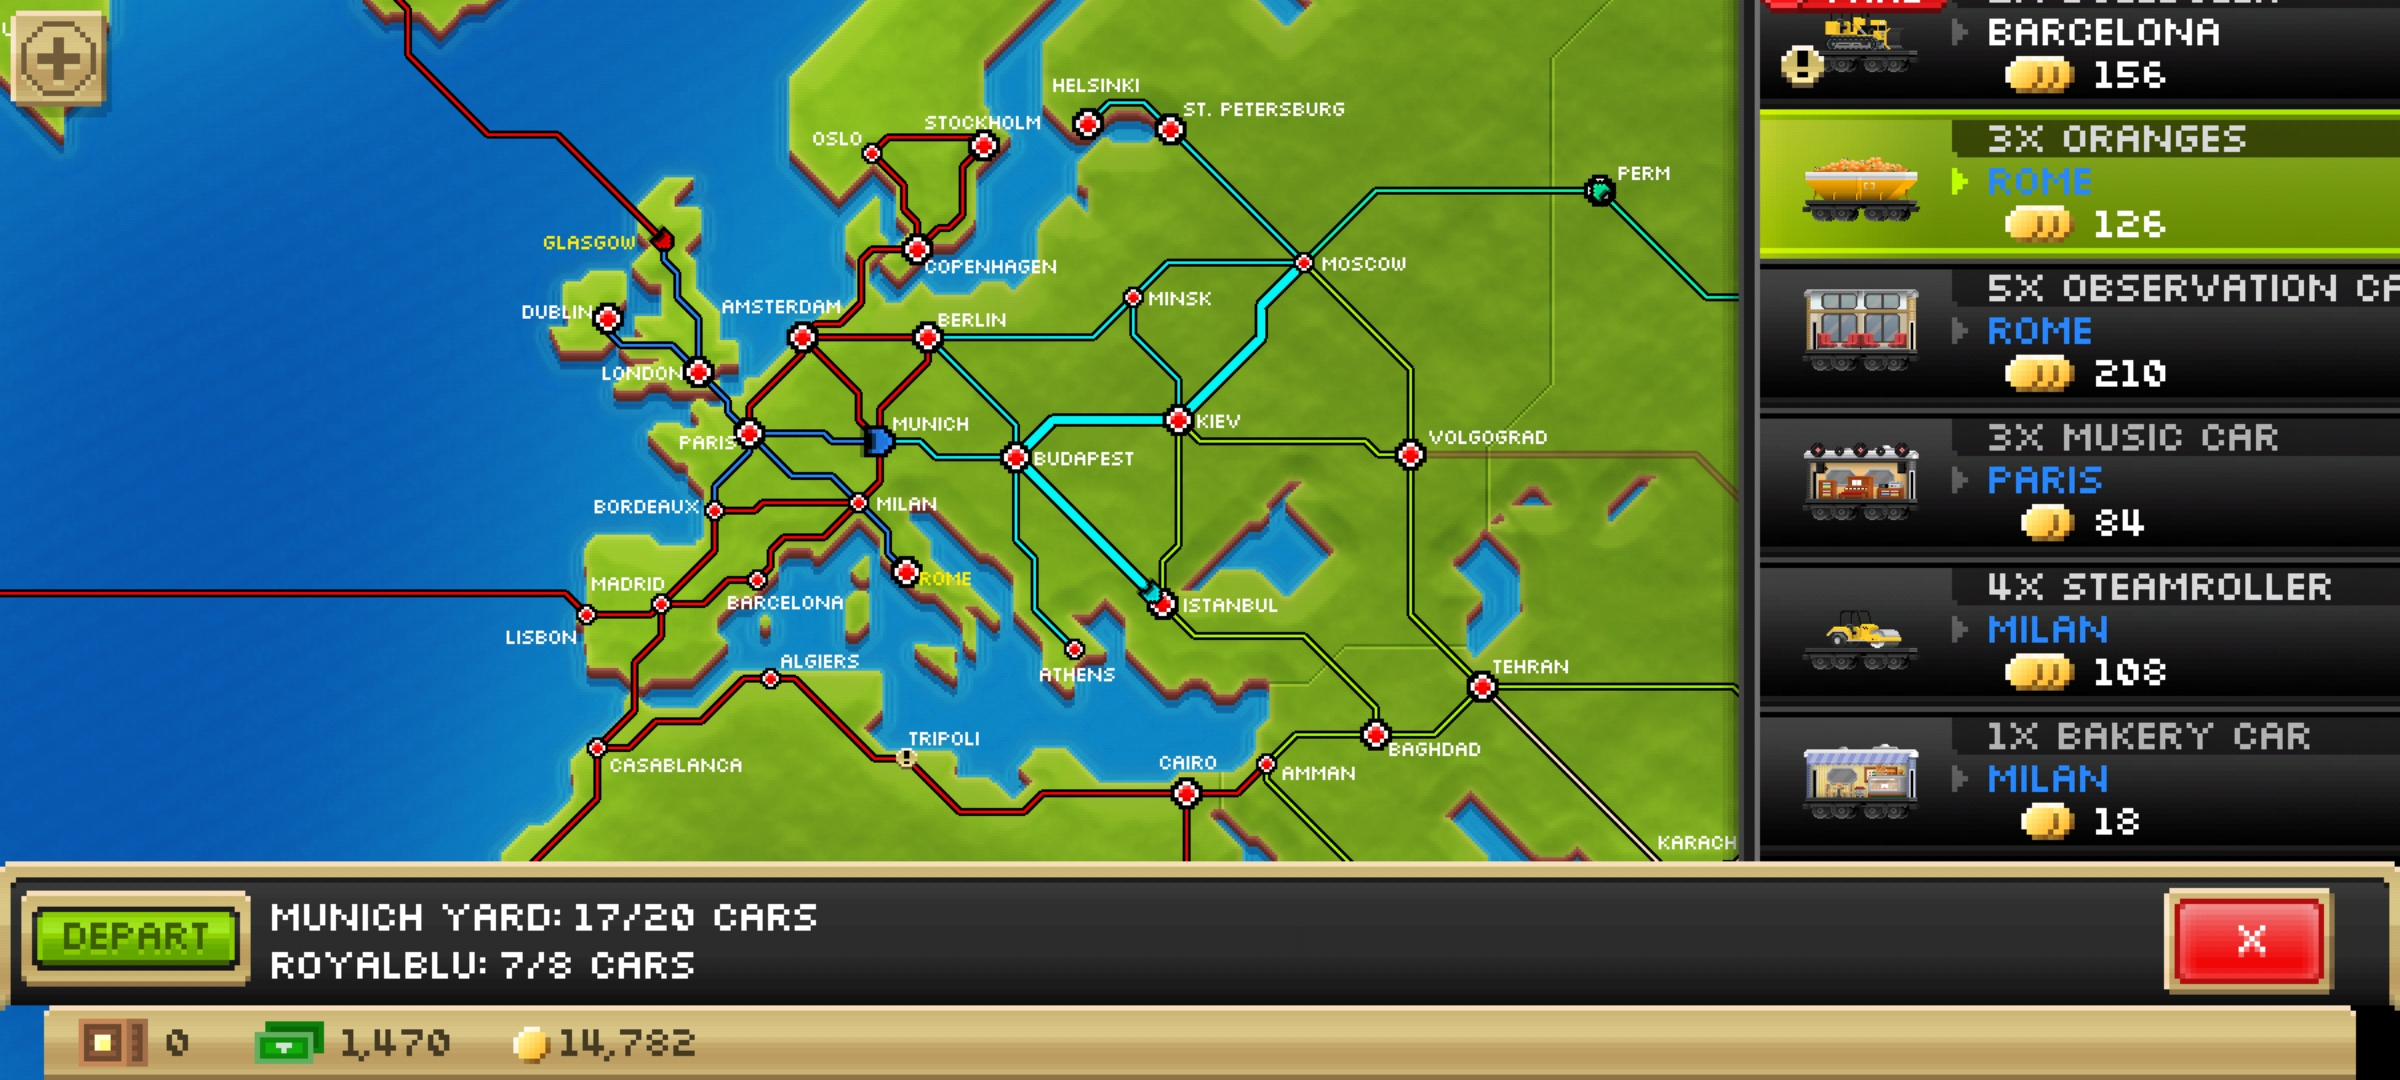 BARCELONA
156
3X ORANGES
ROME
126
5X OBSERVATION CA
ROME
210
3X MUSIC CAR
PARIS
84
4X STEAMROLLER
MILAN
108
1X BAKERY CAR
MILAN
18
HELSINKI
ST. PETERSBURG
STOCKHOLM
OSLO
PERM
GLASGOW
COPENHAGEN
MOSCOW
MINSK
DUBLIN
AMSTERDAM
BERLIN
LONDON
MUNICH
KIEV
PARIS
BUDAPEST
VOLGOGRAD
BORDEAUX
MILAN
MADRID
ROME
BARCELONA
ISTANBUL
LISBON
ALGIERS
ATHENS
TEHRAN
TRIPOLI
BAGHDAD
CASABLANCA
CAIRO
AMMAN
KARACH
DEPART
MUNICH YARD: 17/20 CARS
ROYALBLU: 7/8 CARS
X
0
1,470
14,782